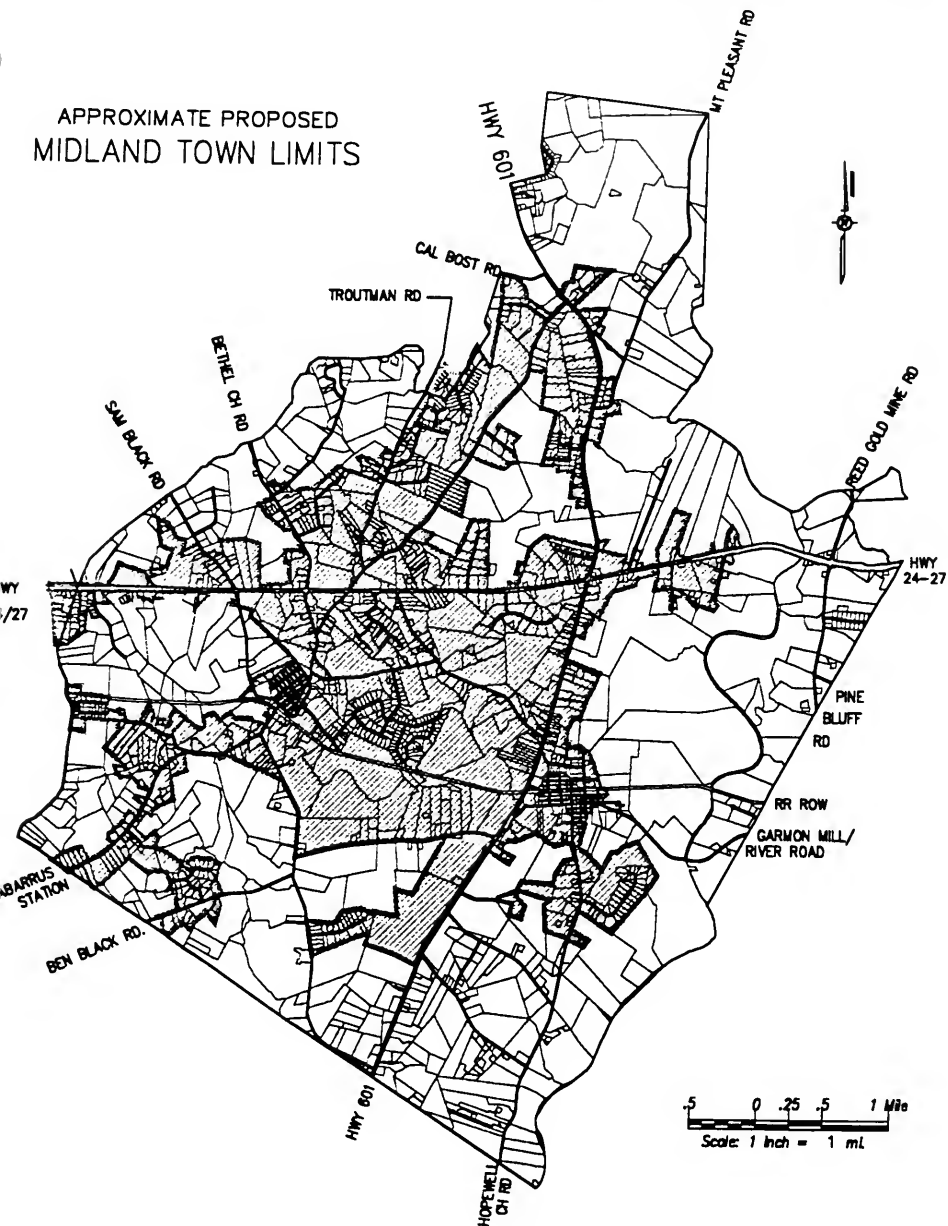 APPROXIMATE PROPOSED
MIDLAND TOWN LIMITS
MT PLEASANT RD
HWY 601
CAL BOST RD
TROUTMAN RD
BETHEL CH RD
SAM BLACK RD
REED GOLD MINE RD
WY
/27
HWY
24-27
PINE
BLUFF
RD
RR ROW
GARMON MILL/
RIVER ROAD
ABARRUS
STATION
BEN BLACK RD.
HWY 601
HOPEWELL
CH RD
.5 0 .25 .5 1 Mile
Scale: 1 Inch = 1 mi.